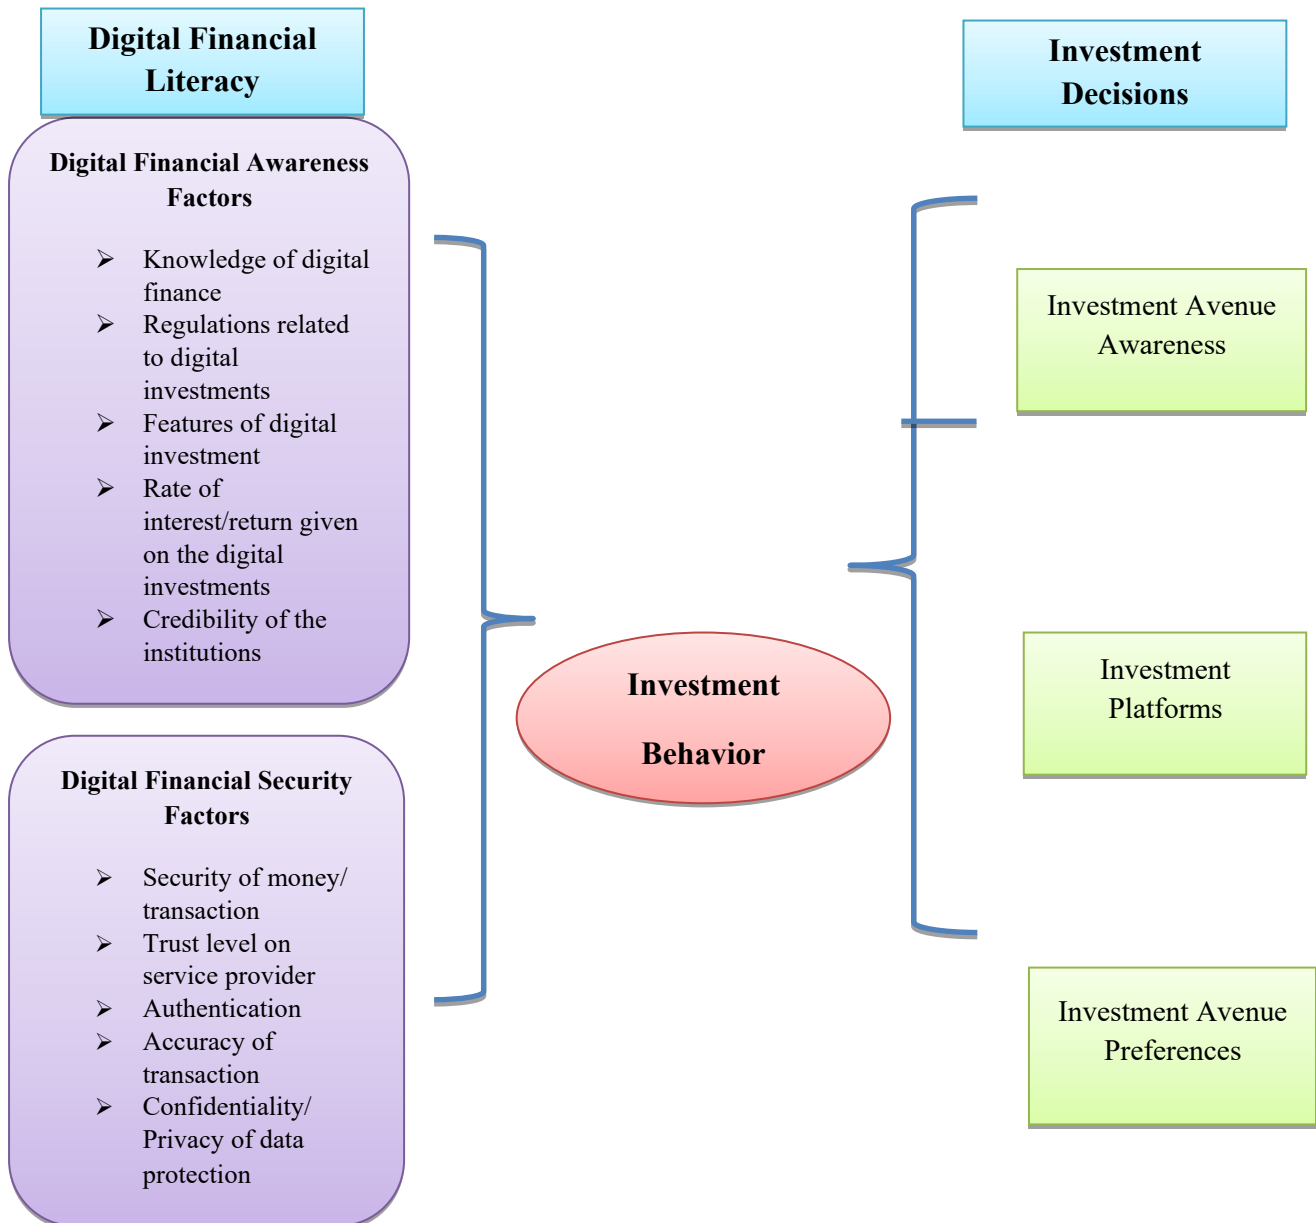 Digital Financial
Literacy
Digital Financial Awareness
Factors
➢ Knowledge of digital
finance
➢ Regulations related
to digital
investments
➢ Features of digital
investment
➢ Rate of
interest/return given
on the digital
investments
➢ Credibility of the
institutions
Digital Financial Security
Factors
➢ Security of money/
transaction
➢ Trust level on
service provider
➢ Authentication
➢ Accuracy of
transaction
➢ Confidentiality/
Privacy of data
protection
Investment
Behavior
Investment
Decisions
Investment Avenue
Awareness
Investment
Platforms
Investment Avenue
Preferences